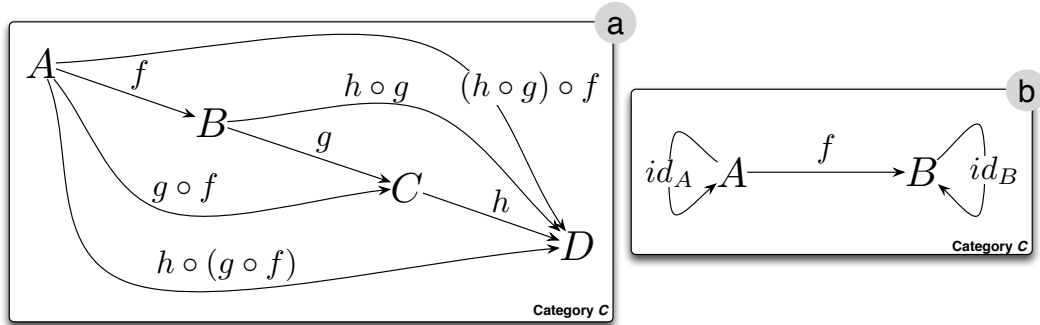 a
A
f
(h ∘ g) ∘ f
h ∘ g
B
g
g ∘ f
C
h
D
h ∘ (g ∘ f)
Category C
b
id_A
A
f
B
id_B
Category C